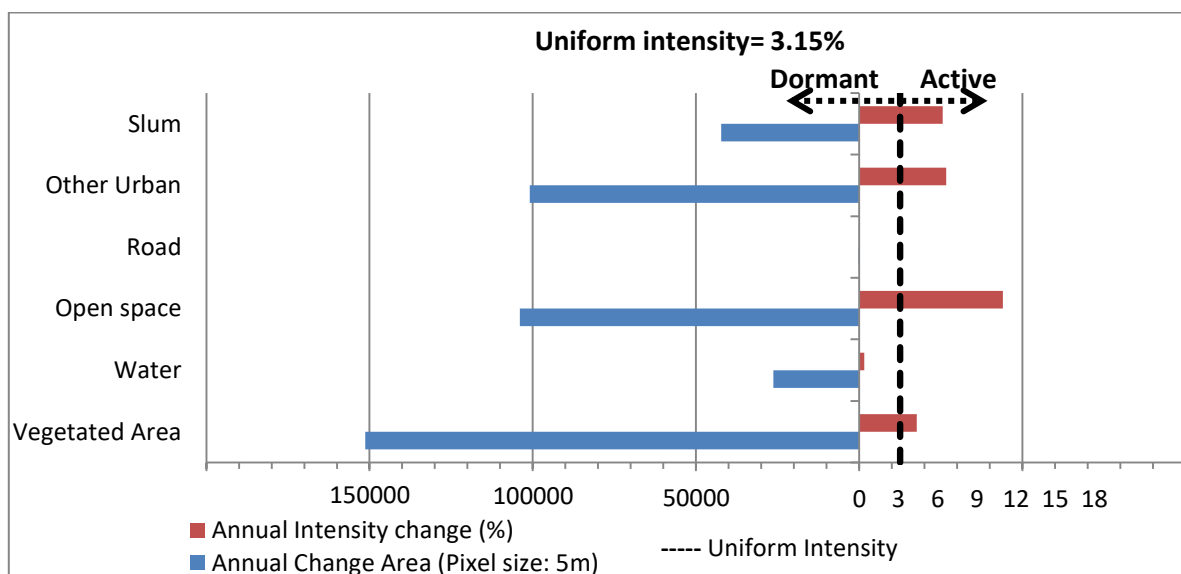 Uniform intensity= 3.15%
Dormant Active
Slum
Other Urban
Road
Open space
Water
Vegetated Area
150000 100000 50000 0 3 6 9 12 15 18
Annual Intensity change (%)
Annual Change Area (Pixel size: 5m)
----- Uniform Intensity